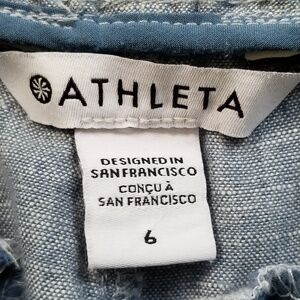 ATHLETA
DESIGNED IN
SAN FRANCISCO
CONÇU À
SAN FRANCISCO
6